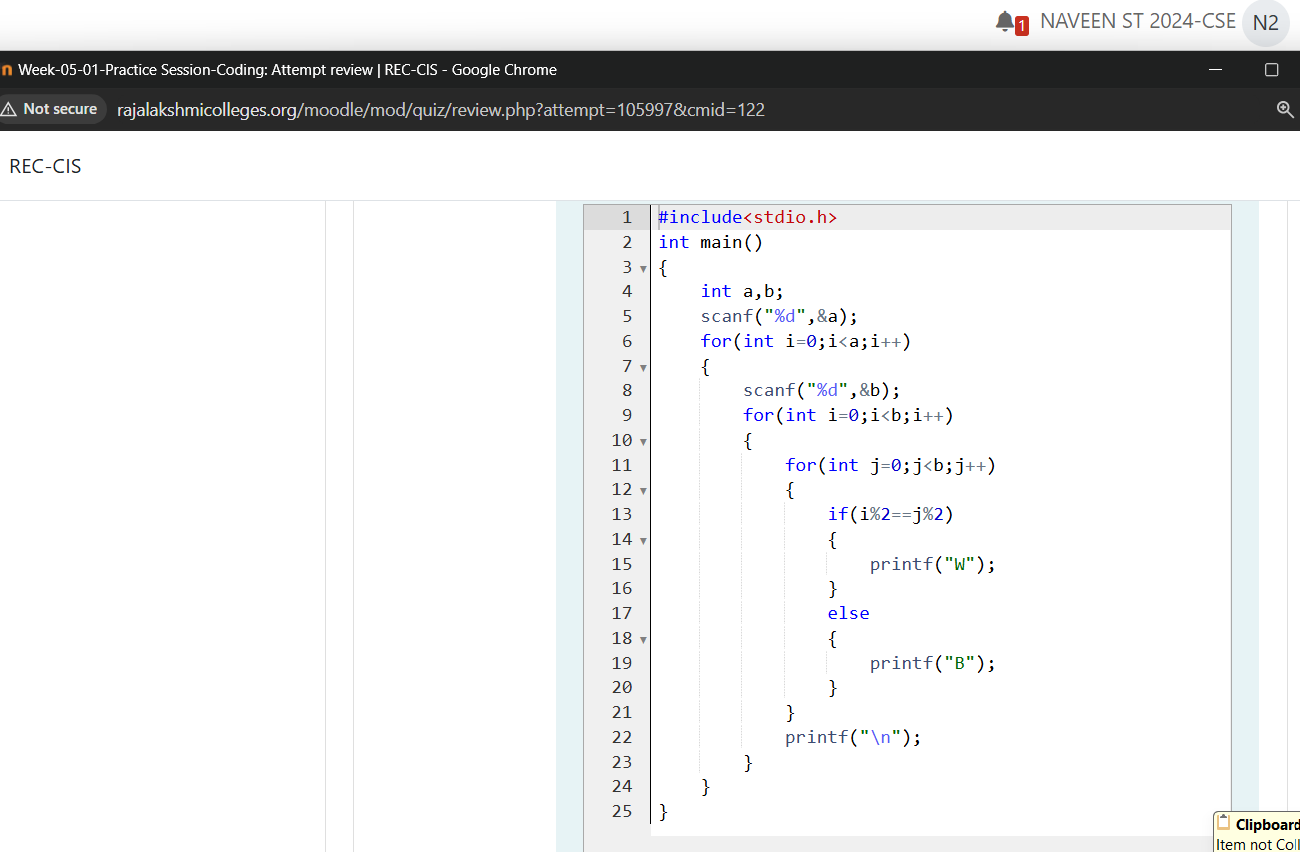 1 NAVEEN ST 2024-CSE N2
n Week-05-01-Practice Session-Coding: Attempt review | REC-CIS - Google Chrome
Not secure rajalakshmicolleges.org/moodle/mod/quiz/review.php?attempt=105997&cmid=122
REC-CIS
1 #include<stdio.h>
2 int main()
3 {
4     int a,b;
5     scanf("%d",&a);
6     for(int i=0;i<a;i++)
7     {
8         scanf("%d",&b);
9         for(int i=0;i<b;i++)
10         {
11             for(int j=0;j<b;j++)
12             {
13                 if(i%2==j%2)
14                 {
15                     printf("W");
16                 }
17                 else
18                 {
19                     printf("B");
20                 }
21             }
22             printf("\n");
23         }
24     }
25 }
Clipboard
Item not Coll